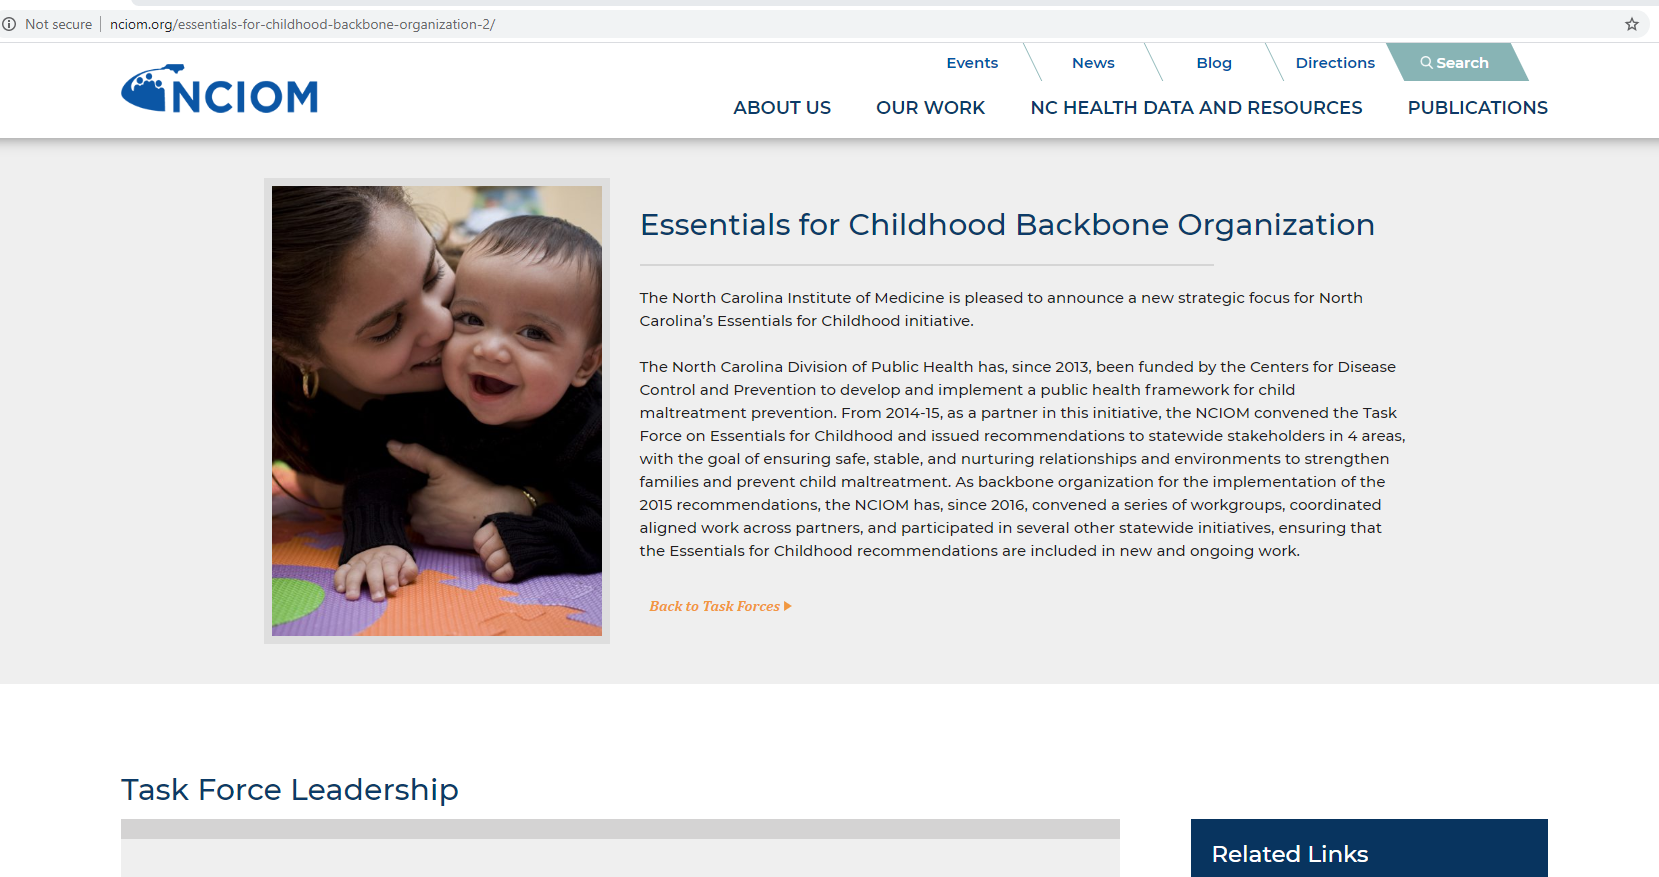 Not secure | nciom.org/essentials-for-childhood-backbone-organization-2/
Events News Blog Directions Search
NCIOM
ABOUT US OUR WORK NC HEALTH DATA AND RESOURCES PUBLICATIONS
Essentials for Childhood Backbone Organization
The North Carolina Institute of Medicine is pleased to announce a new strategic focus for North
Carolina’s Essentials for Childhood initiative.
The North Carolina Division of Public Health has, since 2013, been funded by the Centers for Disease
Control and Prevention to develop and implement a public health framework for child
maltreatment prevention. From 2014-15, as a partner in this initiative, the NCIOM convened the Task
Force on Essentials for Childhood and issued recommendations to statewide stakeholders in 4 areas,
with the goal of ensuring safe, stable, and nurturing relationships and environments to strengthen
families and prevent child maltreatment. As backbone organization for the implementation of the
2015 recommendations, the NCIOM has, since 2016, convened a series of workgroups, coordinated
aligned work across partners, and participated in several other statewide initiatives, ensuring that
the Essentials for Childhood recommendations are included in new and ongoing work.
Back to Task Forces
Task Force Leadership
Related Links